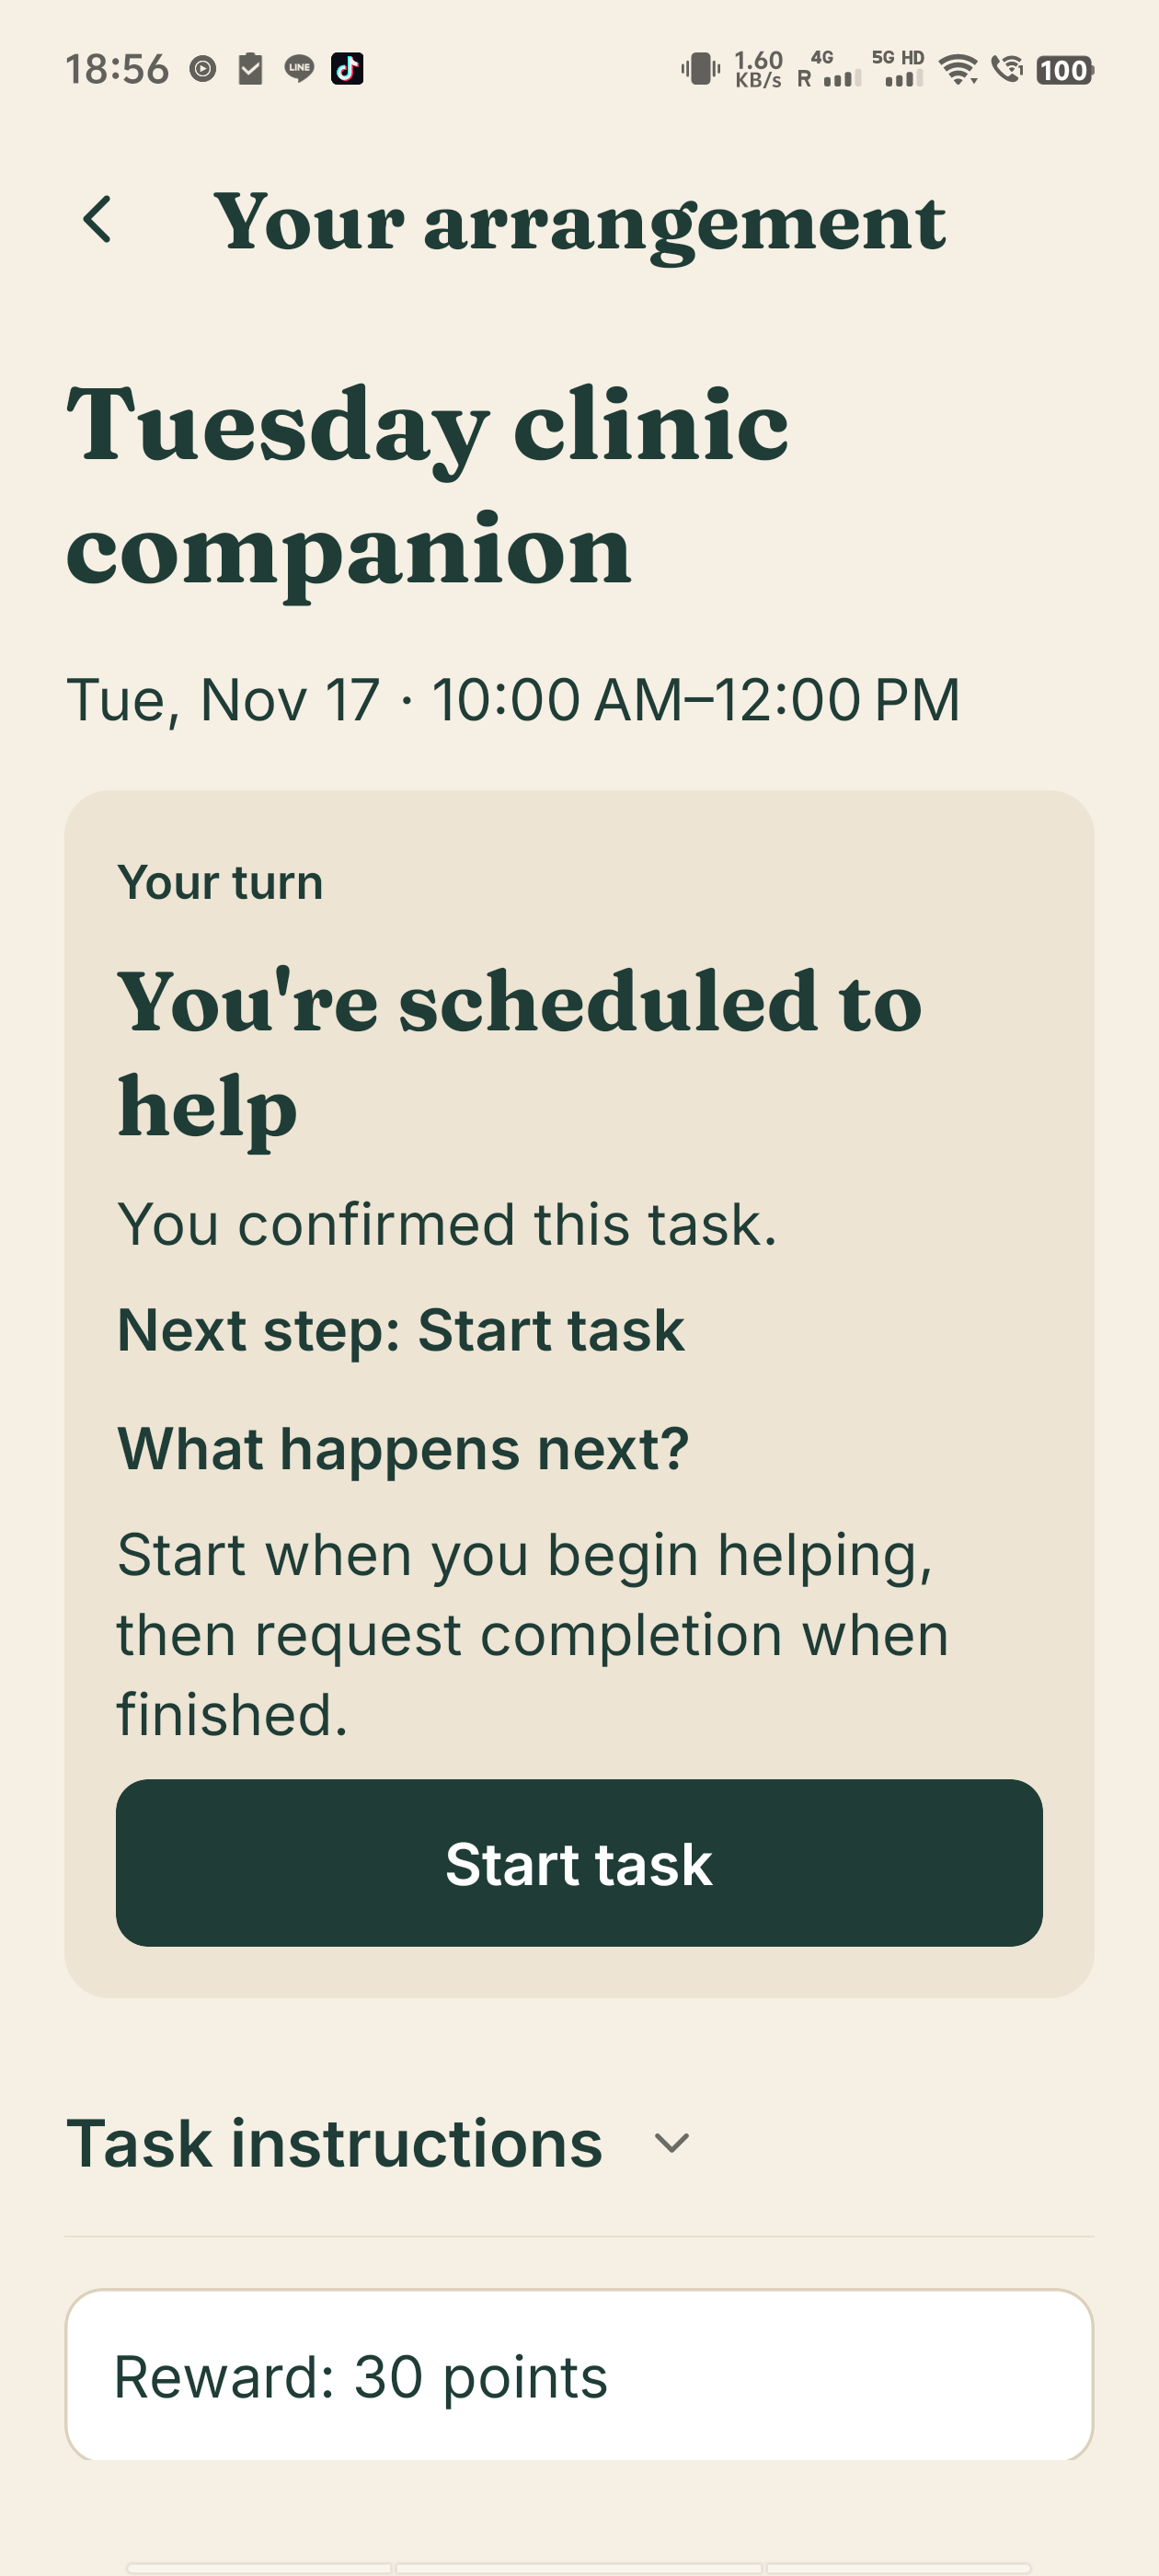 18:56
LINE
1.60
KB/s
R
4G
5G HD
100
Your arrangement
Tuesday clinic
companion
Tue, Nov 17 · 10:00 AM–12:00 PM
Your turn
You're scheduled to
help
You confirmed this task.
Next step: Start task
What happens next?
Start when you begin helping,
then request completion when
finished.
Start task
Task instructions
Reward: 30 points